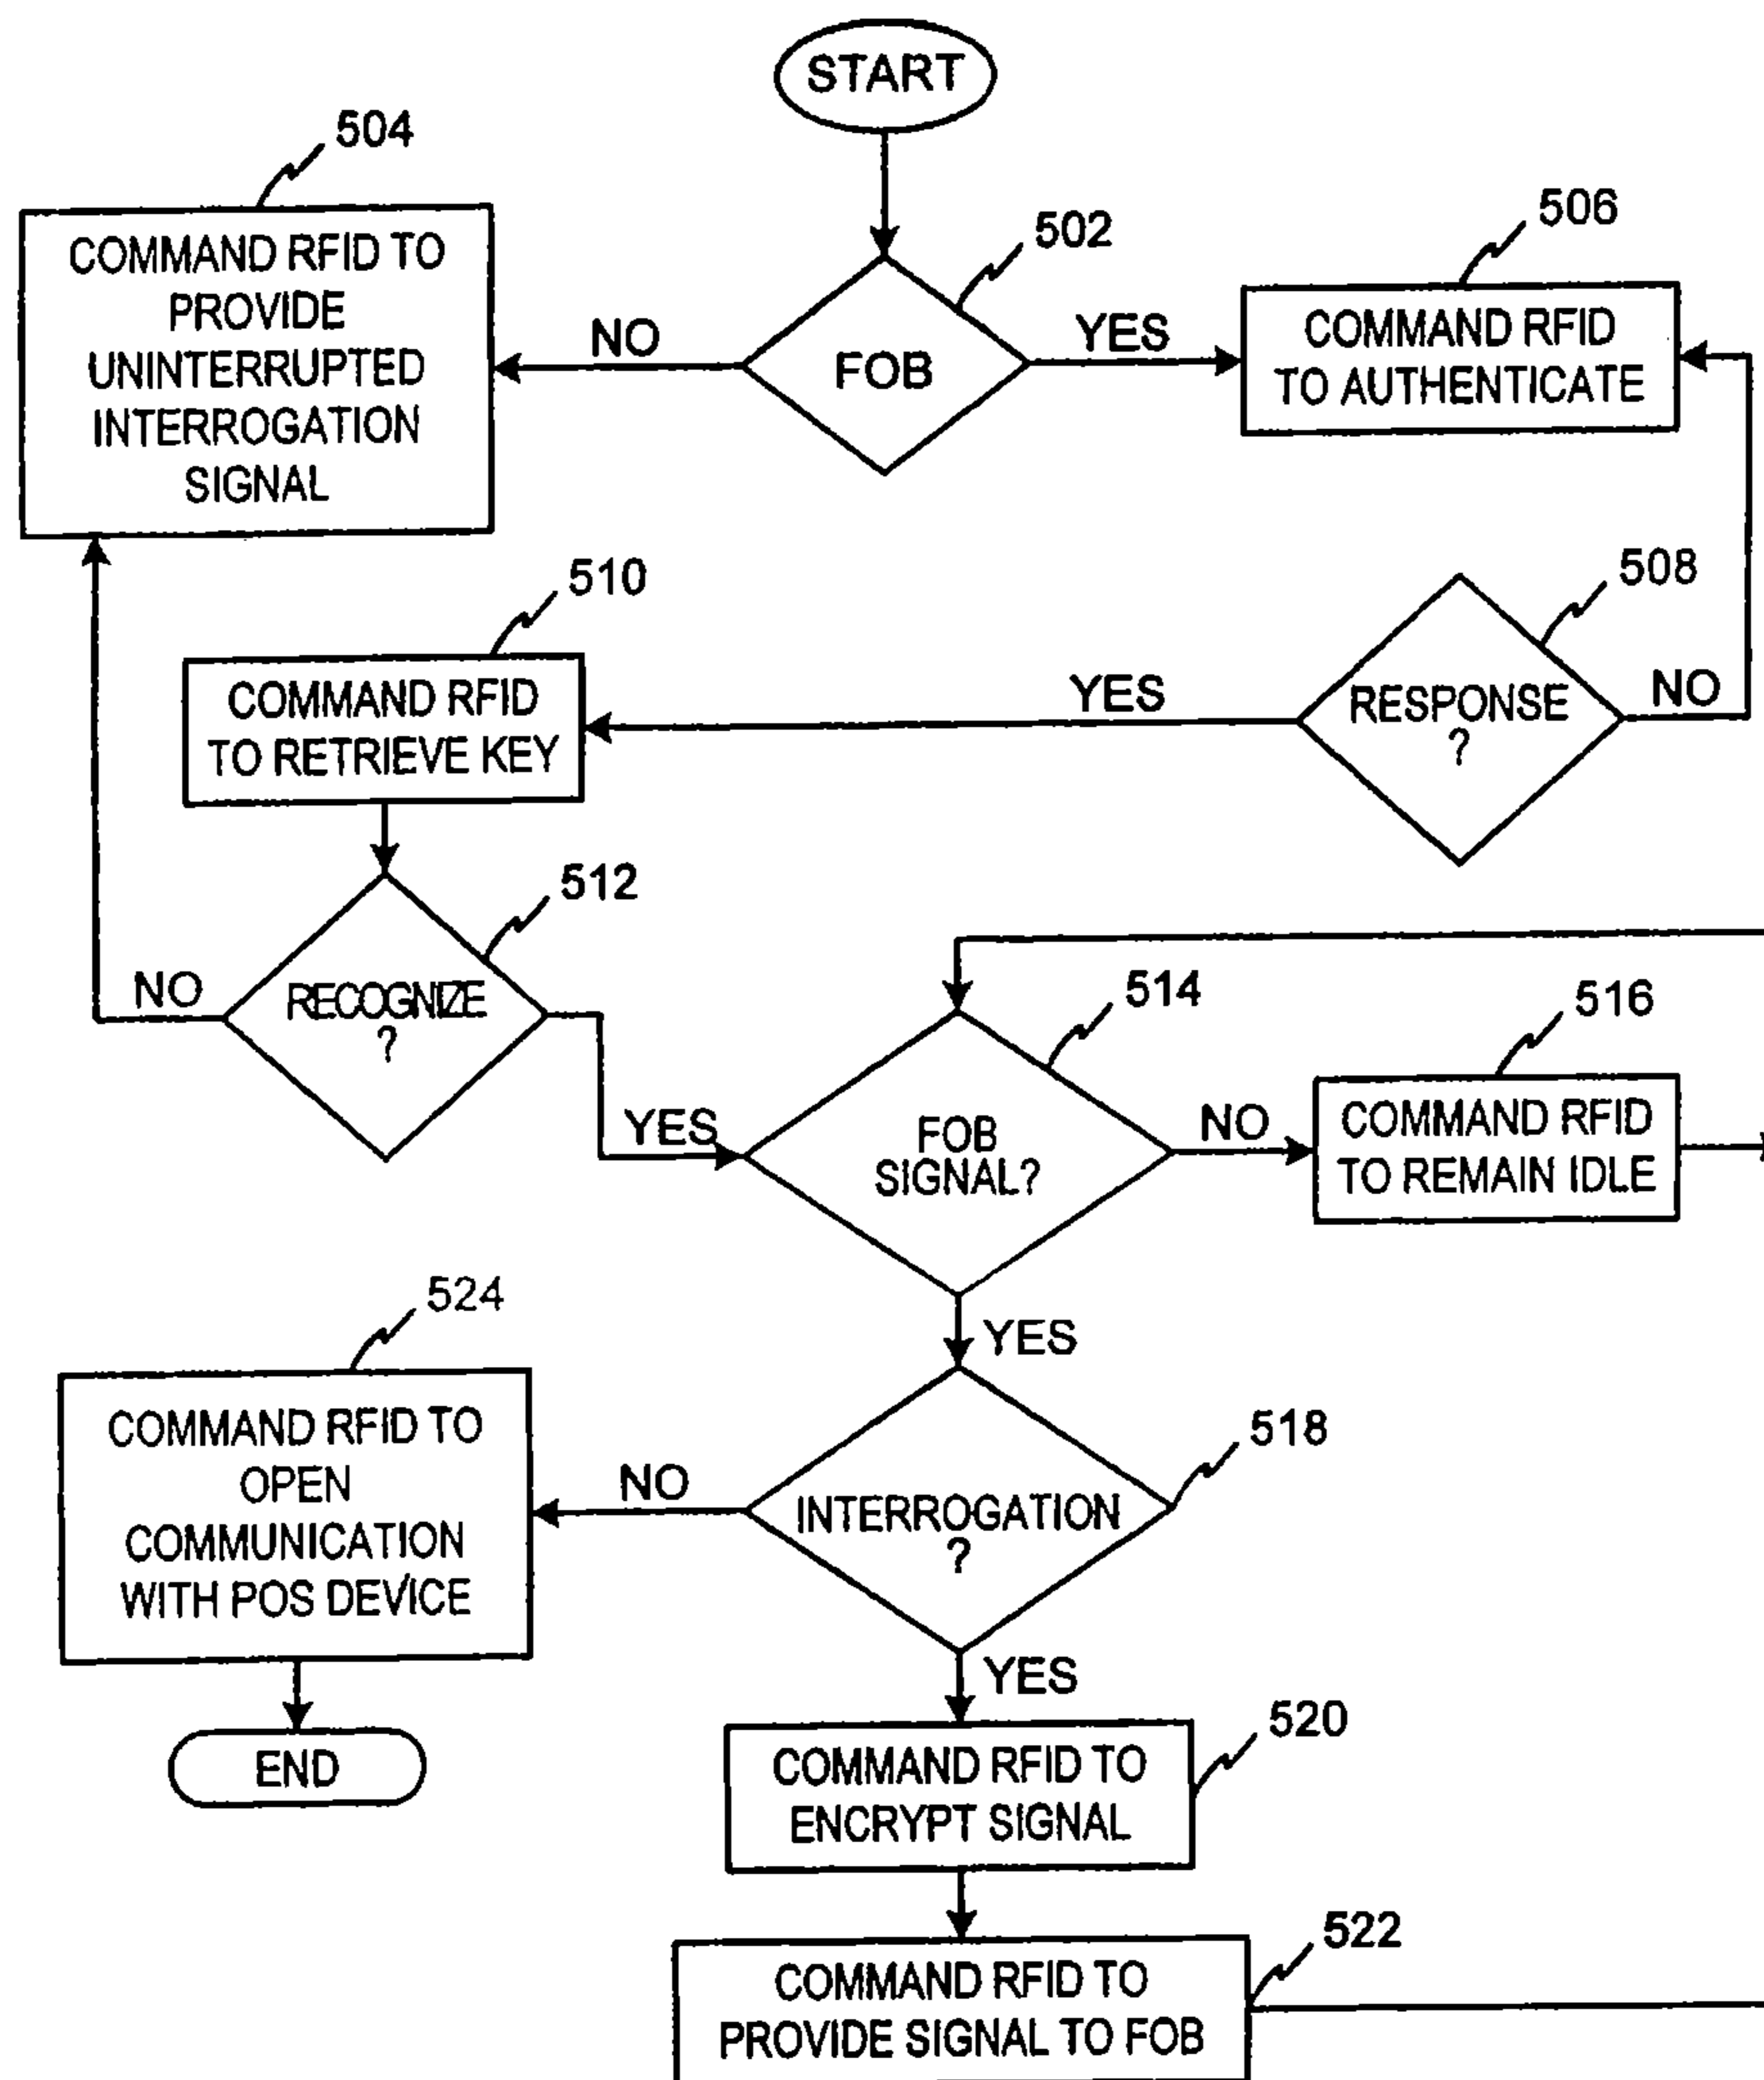 START
504
COMMAND RFID TO
PROVIDE
UNINTERRUPTED
INTERROGATION
SIGNAL
NO
502
FOB
YES
506
COMMAND RFID
TO AUTHENTICATE
510
COMMAND RFID
TO RETRIEVE KEY
YES
508
RESPONSE
?
NO
512
NO
RECOGNIZE
?
YES
514
FOB
SIGNAL?
NO
516
COMMAND RFID
TO REMAIN IDLE
YES
524
COMMAND RFID TO
OPEN
COMMUNICATION
WITH POS DEVICE
NO
518
INTERROGATION
?
YES
END
520
COMMAND RFID TO
ENCRYPT SIGNAL
522
COMMAND RFID TO
PROVIDE SIGNAL TO FOB